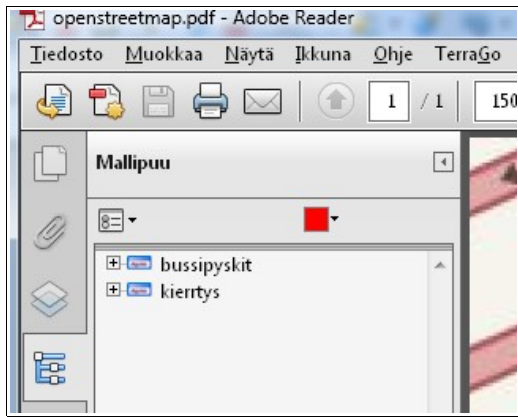 openstreetmap.pdf - Adobe Reader
Tiedosto Muokkaa Näytä Ikkuna Ohje TerraGo
1 / 1 150
Mallipuu
bussipyskit
kierrtys